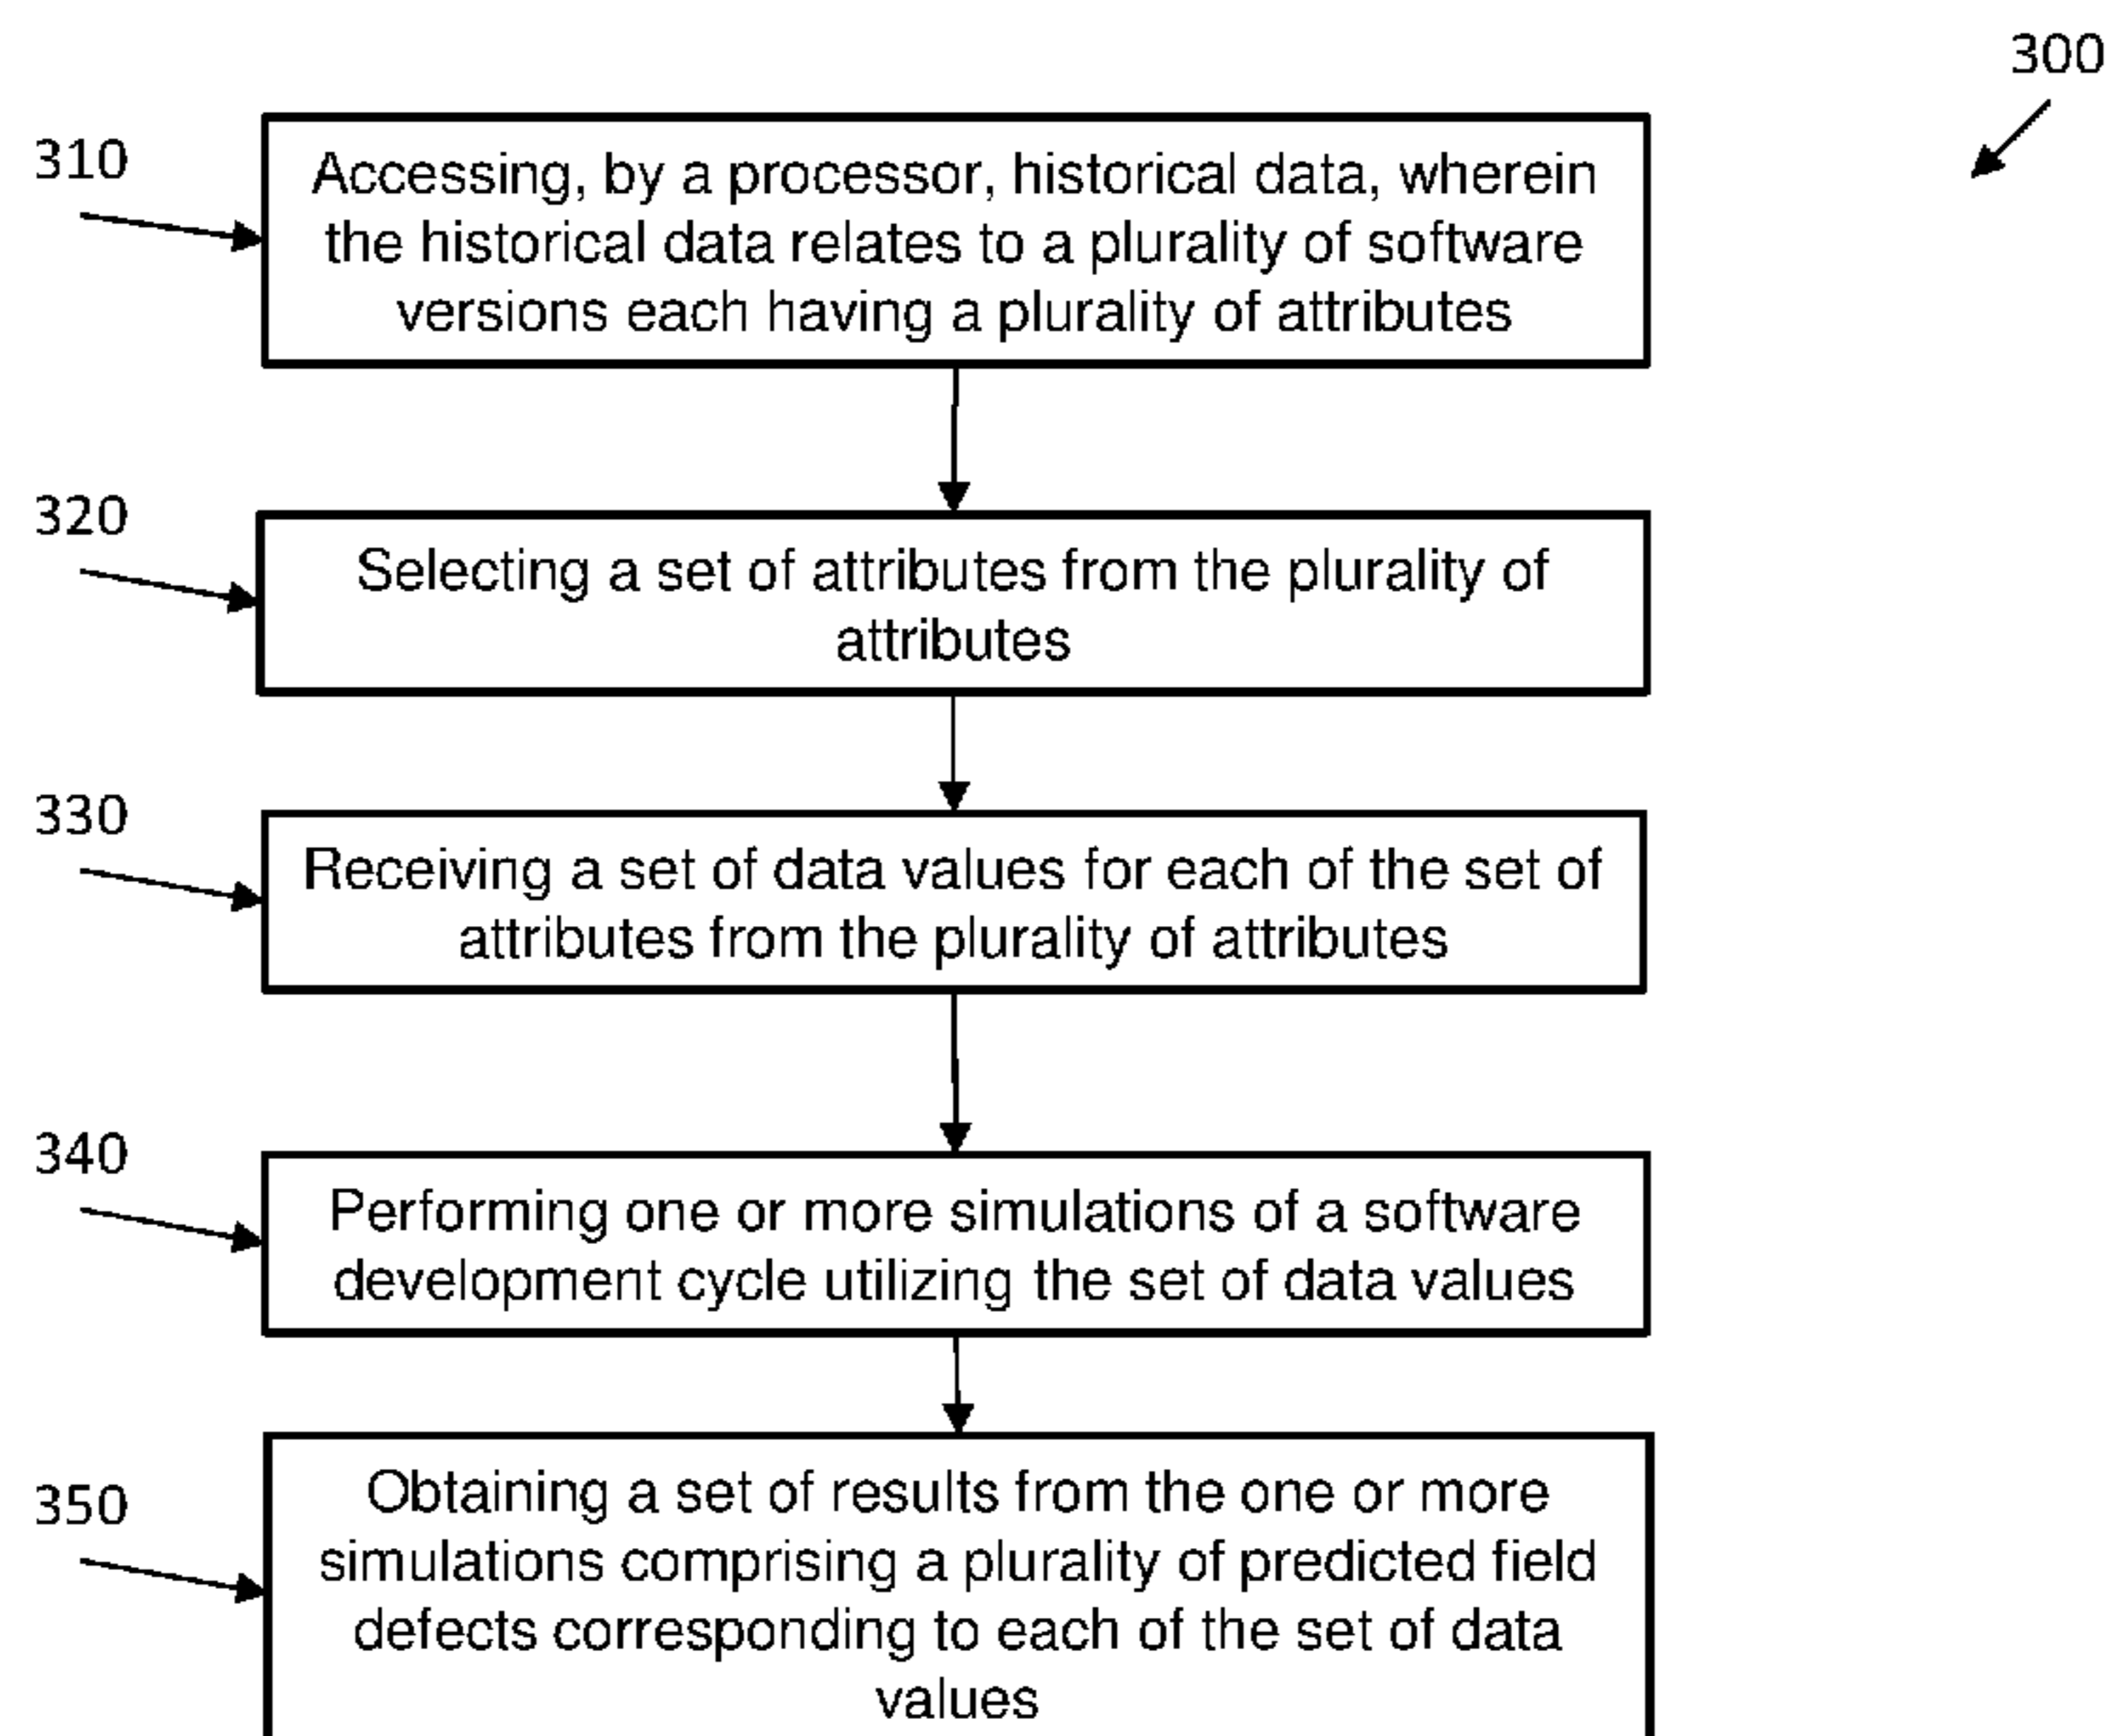 300
310
Accessing, by a processor, historical data, wherein
the historical data relates to a plurality of software
versions each having a plurality of attributes
320
Selecting a set of attributes from the plurality of
attributes
330
Receiving a set of data values for each of the set of
attributes from the plurality of attributes
340
Performing one or more simulations of a software
development cycle utilizing the set of data values
350
Obtaining a set of results from the one or more
simulations comprising a plurality of predicted field
defects corresponding to each of the set of data
values